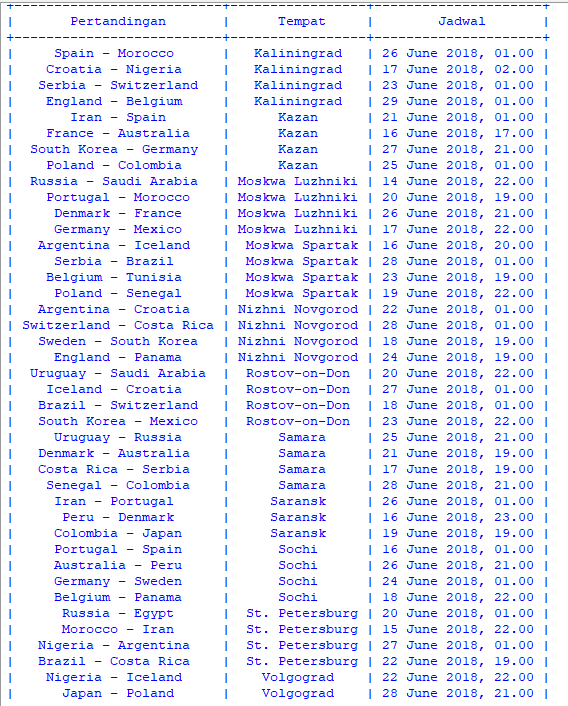 +--------------------------+-----------------+---------------------+
| Pertandingan | Tempat | Jadwal |
+--------------------------+-----------------+---------------------+
| Spain - Morocco | Kaliningrad | 26 June 2018, 01.00 |
| Croatia - Nigeria | Kaliningrad | 17 June 2018, 02.00 |
| Serbia - Switzerland | Kaliningrad | 23 June 2018, 01.00 |
| England - Belgium | Kaliningrad | 29 June 2018, 01.00 |
| Iran - Spain | Kazan | 21 June 2018, 01.00 |
| France - Australia | Kazan | 16 June 2018, 17.00 |
| South Korea - Germany | Kazan | 27 June 2018, 21.00 |
| Poland - Colombia | Kazan | 25 June 2018, 01.00 |
| Russia - Saudi Arabia | Moskwa Luzhniki | 14 June 2018, 22.00 |
| Portugal - Morocco | Moskwa Luzhniki | 20 June 2018, 19.00 |
| Denmark - France | Moskwa Luzhniki | 26 June 2018, 21.00 |
| Germany - Mexico | Moskwa Luzhniki | 17 June 2018, 22.00 |
| Argentina - Iceland | Moskwa Spartak | 16 June 2018, 20.00 |
| Serbia - Brazil | Moskwa Spartak | 28 June 2018, 01.00 |
| Belgium - Tunisia | Moskwa Spartak | 23 June 2018, 19.00 |
| Poland - Senegal | Moskwa Spartak | 19 June 2018, 22.00 |
| Argentina - Croatia | Nizhni Novgorod | 22 June 2018, 01.00 |
| Switzerland - Costa Rica | Nizhni Novgorod | 28 June 2018, 01.00 |
| Sweden - South Korea | Nizhni Novgorod | 18 June 2018, 19.00 |
| England - Panama | Nizhni Novgorod | 24 June 2018, 19.00 |
| Uruguay - Saudi Arabia | Rostov-on-Don | 20 June 2018, 22.00 |
| Iceland - Croatia | Rostov-on-Don | 27 June 2018, 01.00 |
| Brazil - Switzerland | Rostov-on-Don | 18 June 2018, 01.00 |
| South Korea - Mexico | Rostov-on-Don | 23 June 2018, 22.00 |
| Uruguay - Russia | Samara | 25 June 2018, 21.00 |
| Denmark - Australia | Samara | 21 June 2018, 19.00 |
| Costa Rica - Serbia | Samara | 17 June 2018, 19.00 |
| Senegal - Colombia | Samara | 28 June 2018, 21.00 |
| Iran - Portugal | Saransk | 26 June 2018, 01.00 |
| Peru - Denmark | Saransk | 16 June 2018, 23.00 |
| Colombia - Japan | Saransk | 19 June 2018, 19.00 |
| Portugal - Spain | Sochi | 16 June 2018, 01.00 |
| Australia - Peru | Sochi | 26 June 2018, 21.00 |
| Germany - Sweden | Sochi | 24 June 2018, 01.00 |
| Belgium - Panama | Sochi | 18 June 2018, 22.00 |
| Russia - Egypt | St. Petersburg | 20 June 2018, 01.00 |
| Morocco - Iran | St. Petersburg | 15 June 2018, 22.00 |
| Nigeria - Argentina | St. Petersburg | 27 June 2018, 01.00 |
| Brazil - Costa Rica | St. Petersburg | 22 June 2018, 19.00 |
| Nigeria - Iceland | Volgograd | 22 June 2018, 22.00 |
| Japan - Poland | Volgograd | 28 June 2018, 21.00 |